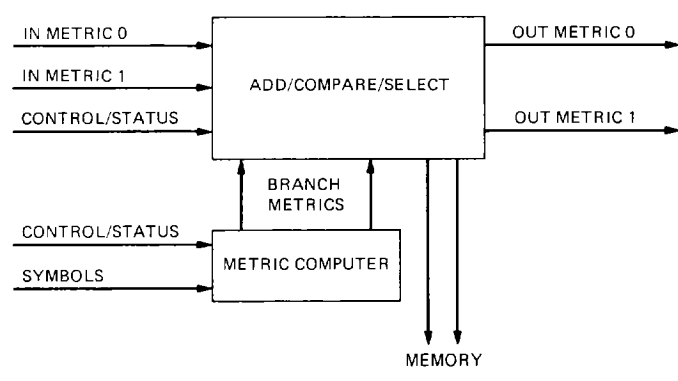 IN METRIC 0
OUT METRIC 0
IN METRIC 1
ADD/COMPARE/SELECT
CONTROL/STATUS
OUT METRIC 1
BRANCH
METRICS
CONTROL/STATUS
METRIC COMPUTER
SYMBOLS
MEMORY